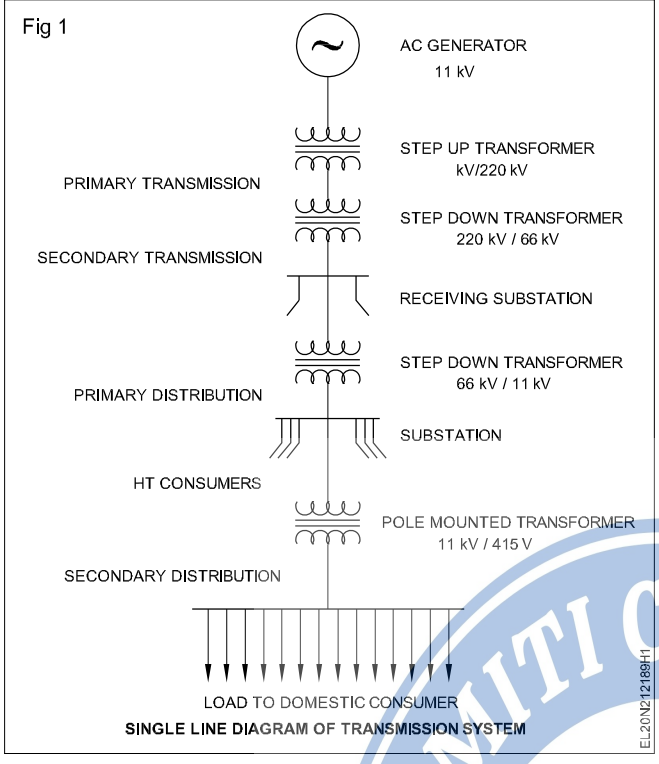 Fig 1
AC GENERATOR
11 kV
STEP UP TRANSFORMER
kV/220 kV
PRIMARY TRANSMISSION
STEP DOWN TRANSFORMER
220 kV / 66 kV
SECONDARY TRANSMISSION
RECEIVING SUBSTATION
STEP DOWN TRANSFORMER
66 kV / 11 kV
PRIMARY DISTRIBUTION
SUBSTATION
HT CONSUMERS
POLE MOUNTED TRANSFORMER
11 kV / 415 V
SECONDARY DISTRIBUTION
LOAD TO DOMESTIC CONSUMER
SINGLE LINE DIAGRAM OF TRANSMISSION SYSTEM
EL20N212189H1